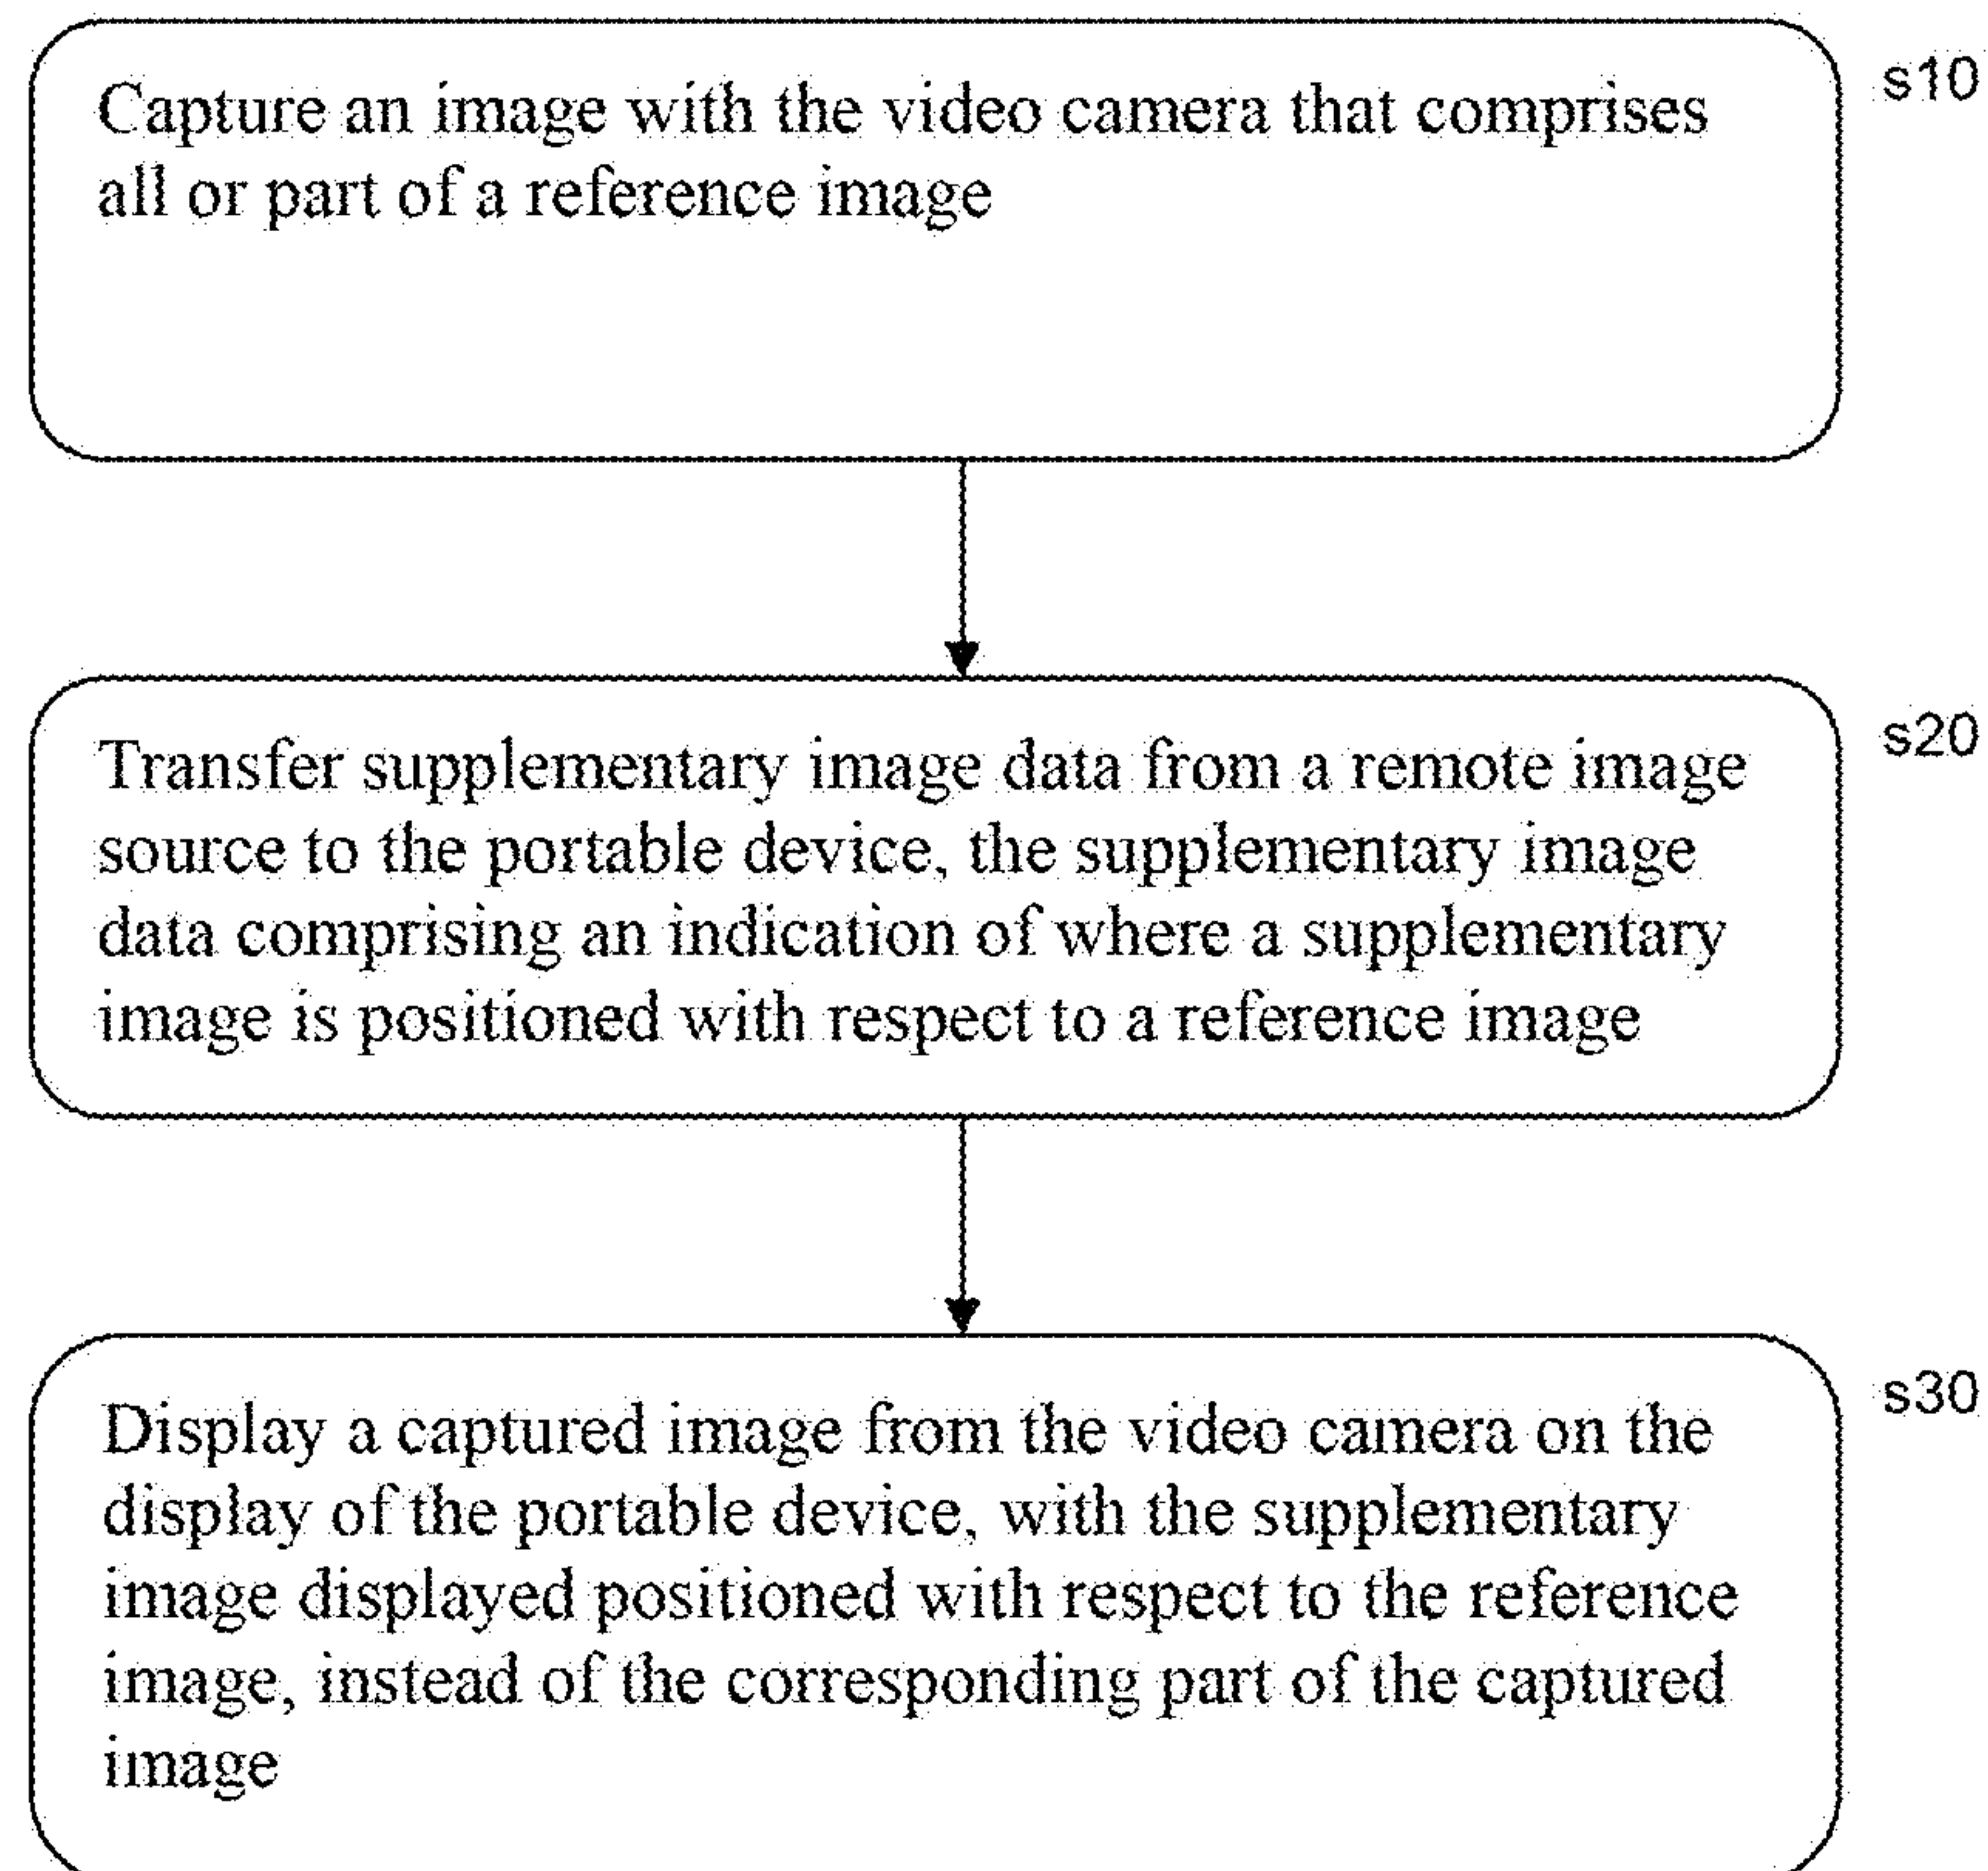 Capture an image with the video camera that comprises
all or part of a reference image
s10
Transfer supplementary image data from a remote image
source to the portable device, the supplementary image
data comprising an indication of where a supplementary
image is positioned with respect to a reference image
s20
Display a captured image from the video camera on the
display of the portable device, with the supplementary
image displayed positioned with respect to the reference
image, instead of the corresponding part of the captured
image
s30